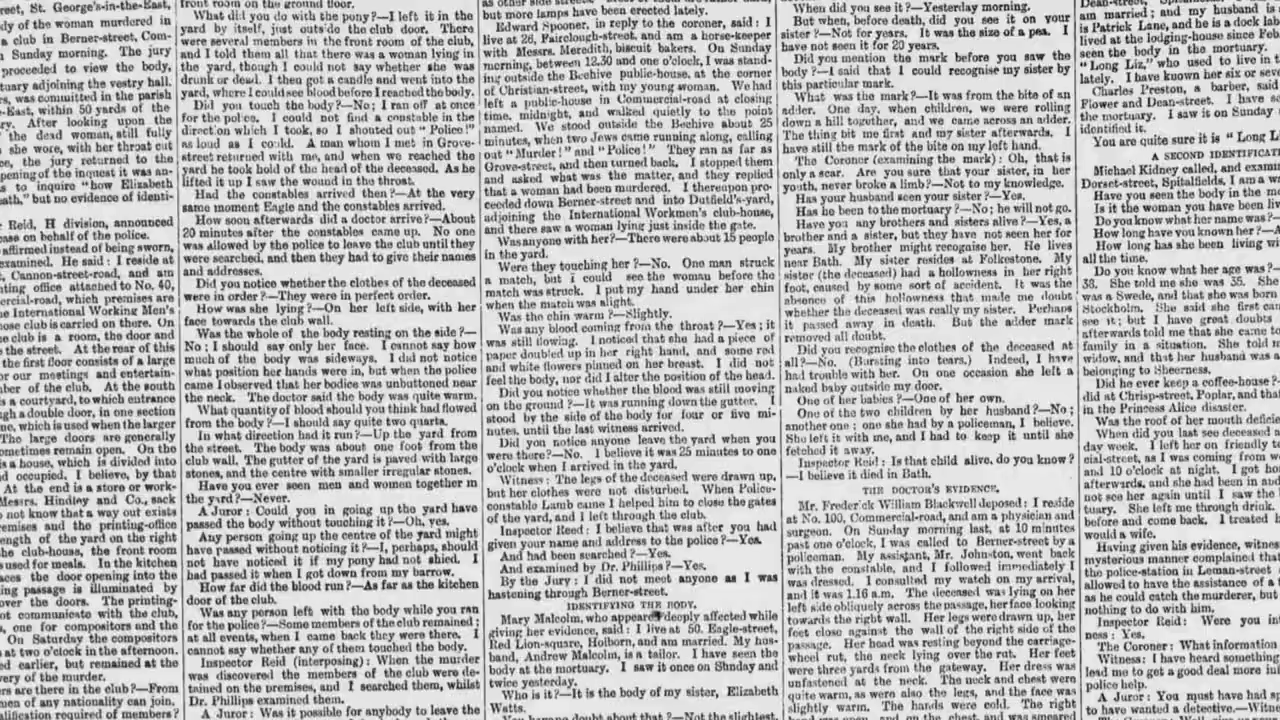 reet, St. George's-in-the-East,
dy of the woman murdered in
a club in Berner-street, Com-
Sunday morning. The jury
proceeded to view the body,
tuary adjoining the vestry hall.
rs, was committed in the parish
-East, within 50 yards of the
ry. After looking upon the
the dead woman, still fully
she wore, with her throat cut
ce, the jury returned to the
pening of the inquest it was an-
s to inquire "how Elizabeth
ath," but no evidence of identi-
Reid, H division, announced
case on behalf of the police.
affirmed instead of being sworn,
examined. He said: I reside at
, Cannon-street-road, and am
nting office attached to No. 40,
ercial-road, which premises are
he International Working Men's
hose club is carried on there. On
e club is a room, the door and
the street. At the rear of this
the first floor consists of a large
or our meetings and entertain-
ber of the club. At the south
s a courtyard, to which entrance
gh a double door, in one section
ne, which is used when the larger
The large doors are generally
ometimes remain open. On the
is a house, which is divided into
d occupied, I believe, by that
At the end is a store or work-
Messrs. Hindley and Co., sack
o not know that a way out exists
emises and the printing-office
ength of the yard on the right
he club-house, the front room
s used for meals. In the kitchen
aces the door opening into the
ing passage is illuminated by
over the doors. The printing-
ot communicate with the club,
, one for compositors and the
On Saturday the compositors
at two o'clock in the afternoon.
ed earlier, but remained at the
very of the murder.
rs are there in the club?—From
men of any nationality can join.
alification required of members?
front room on the ground floor.
What did you do with the pony?—I left it in the
yard by itself, just outside the club door. There
were several members in the front room of the club,
and I told them all that there was a woman lying in
the yard, though I could not say whether she was
drunk or dead. I then got a candle and went into the
yard, where I could see blood before I reached the body.
Did you touch the body?—No; I ran off at once
for the police. I could not find a constable in the
direction which I took, so I shouted out "Police!"
as loud as I could. A man whom I met in Grove-
street returned with me, and when we reached the
yard he took hold of the head of the deceased. As he
lifted it up I saw the wound in the throat.
Had the constables arrived then?—At the very
same moment Eagle and the constables arrived.
How soon afterwards did a doctor arrive?—About
20 minutes after the constables came up. No one
was allowed by the police to leave the club until they
were searched, and then they had to give their names
and addresses.
Did you notice whether the clothes of the deceased
were in order?—They were in perfect order.
How was she lying?—On her left side, with her
face towards the club wall.
Was the whole of the body resting on the side?—
No; I should say only her face. I cannot say how
much of the body was sideways. I did not notice
what position her hands were in, but when the police
came I observed that her bodice was unbuttoned near
the neck. The doctor said the body was quite warm.
What quantity of blood should you think had flowed
from the body?—I should say quite two quarts.
In what direction had it run?—Up the yard from
the street. The body was about one foot from the
club wall. The gutter of the yard is paved with large
stones, and the centre with smaller irregular stones.
Have you ever seen men and women together in
the yard?—Never.
A Juror: Could you in going up the yard have
passed the body without touching it?—Oh, yes.
Any person going up the centre of the yard might
have passed without noticing it?—I, perhaps, should
not have noticed it if my pony had not shied. I
had passed it when I got down from my barrow.
How far did the blood run?—As far as the kitchen
door of the club.
Was any person left with the body while you ran
for the police?—Some members of the club remained;
at all events, when I came back they were there. I
cannot say whether any of them touched the body.
Inspector Reid (interposing): When the murder
was discovered the members of the club were de-
tained on the premises, and I searched them, whilst
Dr. Phillips examined them.
A Juror: Was it possible for anybody to leave the
but more lamps have been erected lately.
Edward Spooner, in reply to the coroner, said: I
live at 26, Fairclough-street, and am a horse-keeper
with Messrs. Meredith, biscuit bakers. On Sunday
morning, between 12.30 and one o'clock, I was stand-
ing outside the Beehive public-house, at the corner
of Christian-street, with my young woman. We had
left a public-house in Commercial-road at closing
time, midnight, and walked quietly to the point
named. We stood outside the Beehive about 25
minutes, when two Jews came running along, calling
out "Murder!" and "Police!" They ran as far as
Grove-street, and then turned back. I stopped them
and asked what was the matter, and they replied
that a woman had been murdered. I thereupon pro-
ceeded down Berner-street and into Dutfield's-yard,
adjoining the International Workmen's club-house,
and there saw a woman lying just inside the gate.
Was anyone with her?—There were about 15 people
in the yard.
Were they touching her?—No. One man struck
a match, but I could see the woman before the
match was struck. I put my hand under her chin
when the match was alight.
Was the chin warm?—Slightly.
Was any blood coming from the throat?—Yes; it
was still flowing. I noticed that she had a piece of
paper doubled up in her right hand, and some red
and white flowers pinned on her breast. I did not
feel the body, nor did I alter the position of the head.
Did you notice whether the blood was still moving
on the ground?—It was running down the gutter. I
stood by the side of the body for four or five mi-
nutes, until the last witness arrived.
Did you notice anyone leave the yard when you
were there?—No. I believe it was 25 minutes to one
o'clock when I arrived in the yard.
Witness: The legs of the deceased were drawn up,
but her clothes were not disturbed. When Police-
constable Lamb came I helped him to close the gates
of the yard, and I left through the club.
Inspector Reed: I believe that was after you had
given your name and address to the police?—Yes.
And had been searched?—Yes.
And examined by Dr. Phillips?—Yes.
By the Jury: I did not meet anyone as I was
hastening through Berner-street.
IDENTIFYING THE BODY.
Mary Malcolm, who appeared deeply affected while
giving her evidence, said: I live at 50, Eagle-street,
Red Lion-square, Holborn, and am married. My hus-
band, Andrew Malcolm, is a tailor. I have seen the
body at the mortuary. I saw it once on Sunday and
twice yesterday.
Who is it?—It is the body of my sister, Elizabeth
Watts.
You have no doubt about that?—Not the slightest.
When did you see it?—Yesterday morning.
But when, before death, did you see it on your
sister?—Not for years. It was the size of a pea. I
have not seen it for 20 years.
Did you mention the mark before you saw the
body?—I said that I could recognise my sister by
this particular mark.
What was the mark?—It was from the bite of an
adder. One day, when children, we were rolling
down a hill together, and we came across an adder.
The thing bit me first and my sister afterwards. I
have still the mark of the bite on my left hand.
The Coroner (examining the mark): Oh, that is
only a scar. Are you sure that your sister, in her
youth, never broke a limb?—Not to my knowledge.
Has your husband seen your sister?—Yes.
Has he been to the mortuary?—No; he will not go.
Have you any brothers and sisters alive?—Yes, a
brother and a sister, but they have not seen her for
years. My brother might recognise her. He lives
near Bath. My sister resides at Folkestone. My
sister (the deceased) had a hollowness in her right
foot, caused by some sort of accident. It was the
absence of this hollowness that made me doubt
whether the deceased was really my sister. Perhaps
it passed away in death. But the adder mark
removed all doubt.
Did you recognise the clothes of the deceased at
all?—No. (Bursting into tears.) Indeed, I have
had trouble with her. On one occasion she left a
naked baby outside my door.
One of her babies?—One of her own.
One of the two children by her husband?—No;
another one; one she had by a policeman, I believe.
She left it with me, and I had to keep it until she
fetched it away.
Inspector Reid: Is that child alive, do you know?
—I believe it died in Bath.
THE DOCTOR'S EVIDENCE.
Mr. Frederick William Blackwell deposed: I reside
at No. 100, Commercial-road, and am a physician and
surgeon. On Sunday morning last, at 10 minutes
past one o'clock, I was called to Berner-street by a
policeman. My assistant, Mr. Johnston, went back
with the constable, and I followed immediately I
was dressed. I consulted my watch on my arrival,
and it was 1.16 a.m. The deceased was lying on her
left side obliquely across the passage, her face looking
towards the right wall. Her legs were drawn up, her
feet close against the wall of the right side of the
passage. Her head was resting beyond the carriage-
wheel rut, the neck lying over the rut. Her feet
were three yards from the gateway. Her dress was
unfastened at the neck. The neck and chest were
quite warm, as were also the legs, and the face was
slightly warm. The hands were cold. The right
hand was open and on the chest, and was smeared
am married; and my husband is
is Patrick Lane, and he is a dock lab
lived at the lodging-house since Feb
seen the body in the mortuary.
"Long Liz," who used to live in t
lately. I have known her six or seve
Charles Preston, a barber, said
Flower and Dean-street. I have s
the mortuary. I saw it on Sunday
identified it.
You are quite sure it is "Long L
A SECOND IDENTIFICATI
Michael Kidney called, and exami
Dorset-street, Spitalfields, I am a w
Have you seen the body in the m
Is it the woman you have been liv
Do you know what her name was?—
How long have you known her?—A
How long has she been living w
all the time.
Do you know what her age was?—
38. She told me she was 35. She
was a Swede, and that she was born
Stockholm. She said she first cam
see it; but I have great doubts
afterwards told me that she came to
family in a situation. She told m
widow, and that her husband was a
belonging to Sheerness.
Did he ever keep a coffee-house?
did at Chrisp-street, Poplar, and that
in the Princess Alice disaster.
Was the roof of her mouth deficie
When did you last see deceased a
day week. I left her on friendly
cial-street, as I was coming from w
and 10 o'clock at night. I got ho
afterwards, and she had been in and
not see her again until I saw the
tuary. She left me through drink.
before and come back. I treated
would a wife.
Having given his evidence, witnes
mysterious manner complained that
the police-station in Leman-street
allowed to have the assistance of a
as he could catch the murderer, but
nothing to do with him.
Inspector Reid: Were you in
ness: Yes.
The Coroner: What information
Witness: I have heard something
lead me to get a good deal more i
police help.
A Juror: You must have had s
to have wanted a detective.—Witn